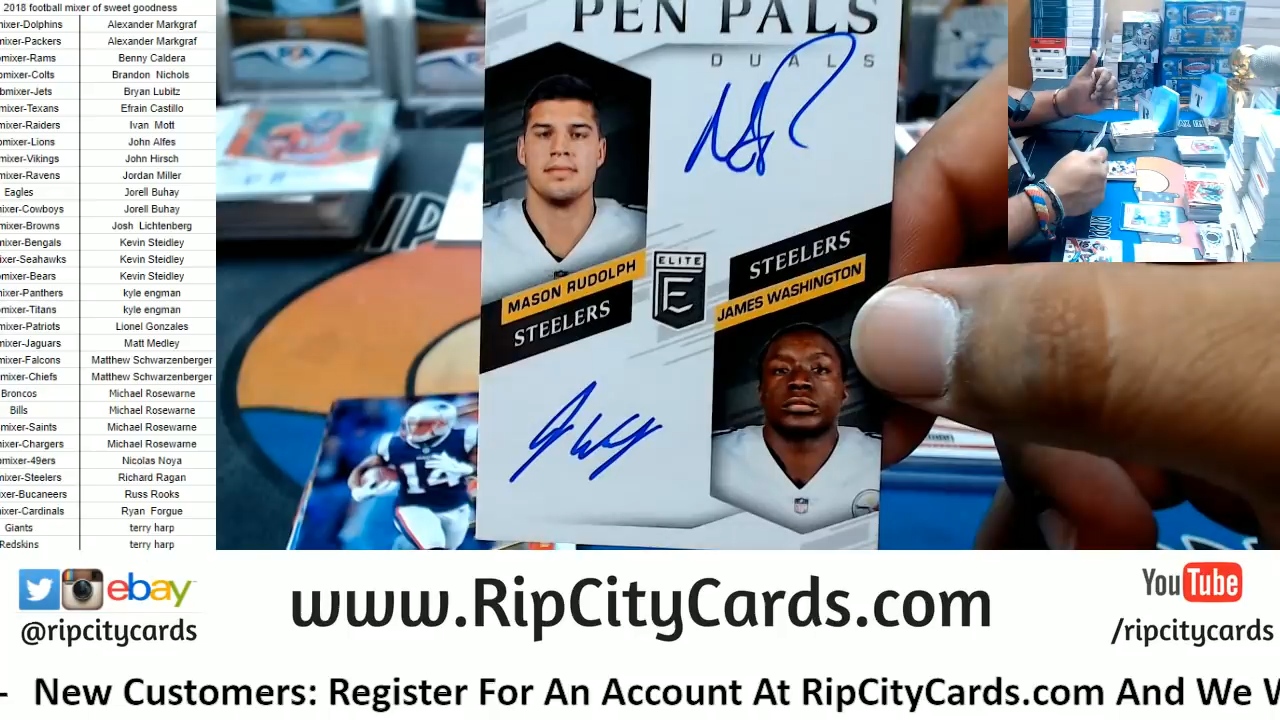 2018 football mixer of sweet goodness
mixer-Dolphins Alexander Markgraf
mixer-Packers Alexander Markgraf
omixer-Rams Benny Caldera
omixer-Colts Brandon Nichols
bmixer-Jets Bryan Lubitz
mixer-Texans Efrain Castillo
mixer-Raiders Ivan Mott
omixer-Lions John Alfes
mixer-Vikings John Hirsch
mixer-Ravens Jordan Miller
Eagles Jorell Buhay
mixer-Cowboys Jorell Buhay
mixer-Browns Josh Lichtenberg
mixer-Bengals Kevin Steidley
mixer-Seahawks Kevin Steidley
omixer-Bears Kevin Steidley
mixer-Panthers kyle engman
mixer-Titans kyle engman
mixer-Patriots Lionel Gonzales
mixer-Jaguars Matt Medley
mixer-Falcons Matthew Schwarzenberger
mixer-Chiefs Matthew Schwarzenberger
Broncos Michael Rosewarne
Bills Michael Rosewarne
mixer-Saints Michael Rosewarne
mixer-Chargers Michael Rosewarne
omixer-49ers Nicolas Noya
mixer-Steelers Richard Ragan
ixer-Bucaneers Russ Rooks
mixer-Cardinals Ryan Forgue
Giants terry harp
Redskins terry harp
PEN PALS
DUALS
MASON RUDOLPH
STEELERS
ELITE
E
STEELERS
JAMES WASHINGTON
14
ebay
@ripcitycards
www.RipCityCards.com
YouTube
/ripcitycards
- New Customers: Register For An Account At RipCityCards.com And We